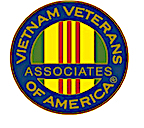 VIETNAM VETERANS
ASSOCIATES
OF AMERICA®